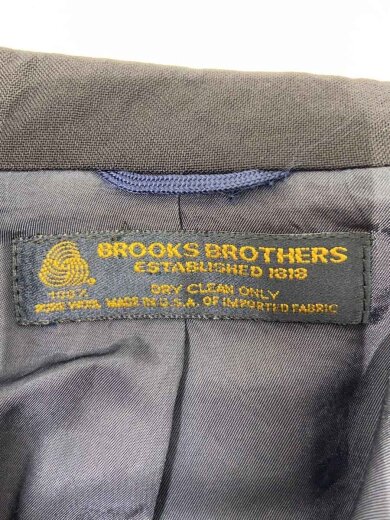 BROOKS BROTHERS
ESTABLISHED 1818
DRY CLEAN ONLY
100%
PURE WOOL MADE IN U.S.A. OF IMPORTED FABRIC